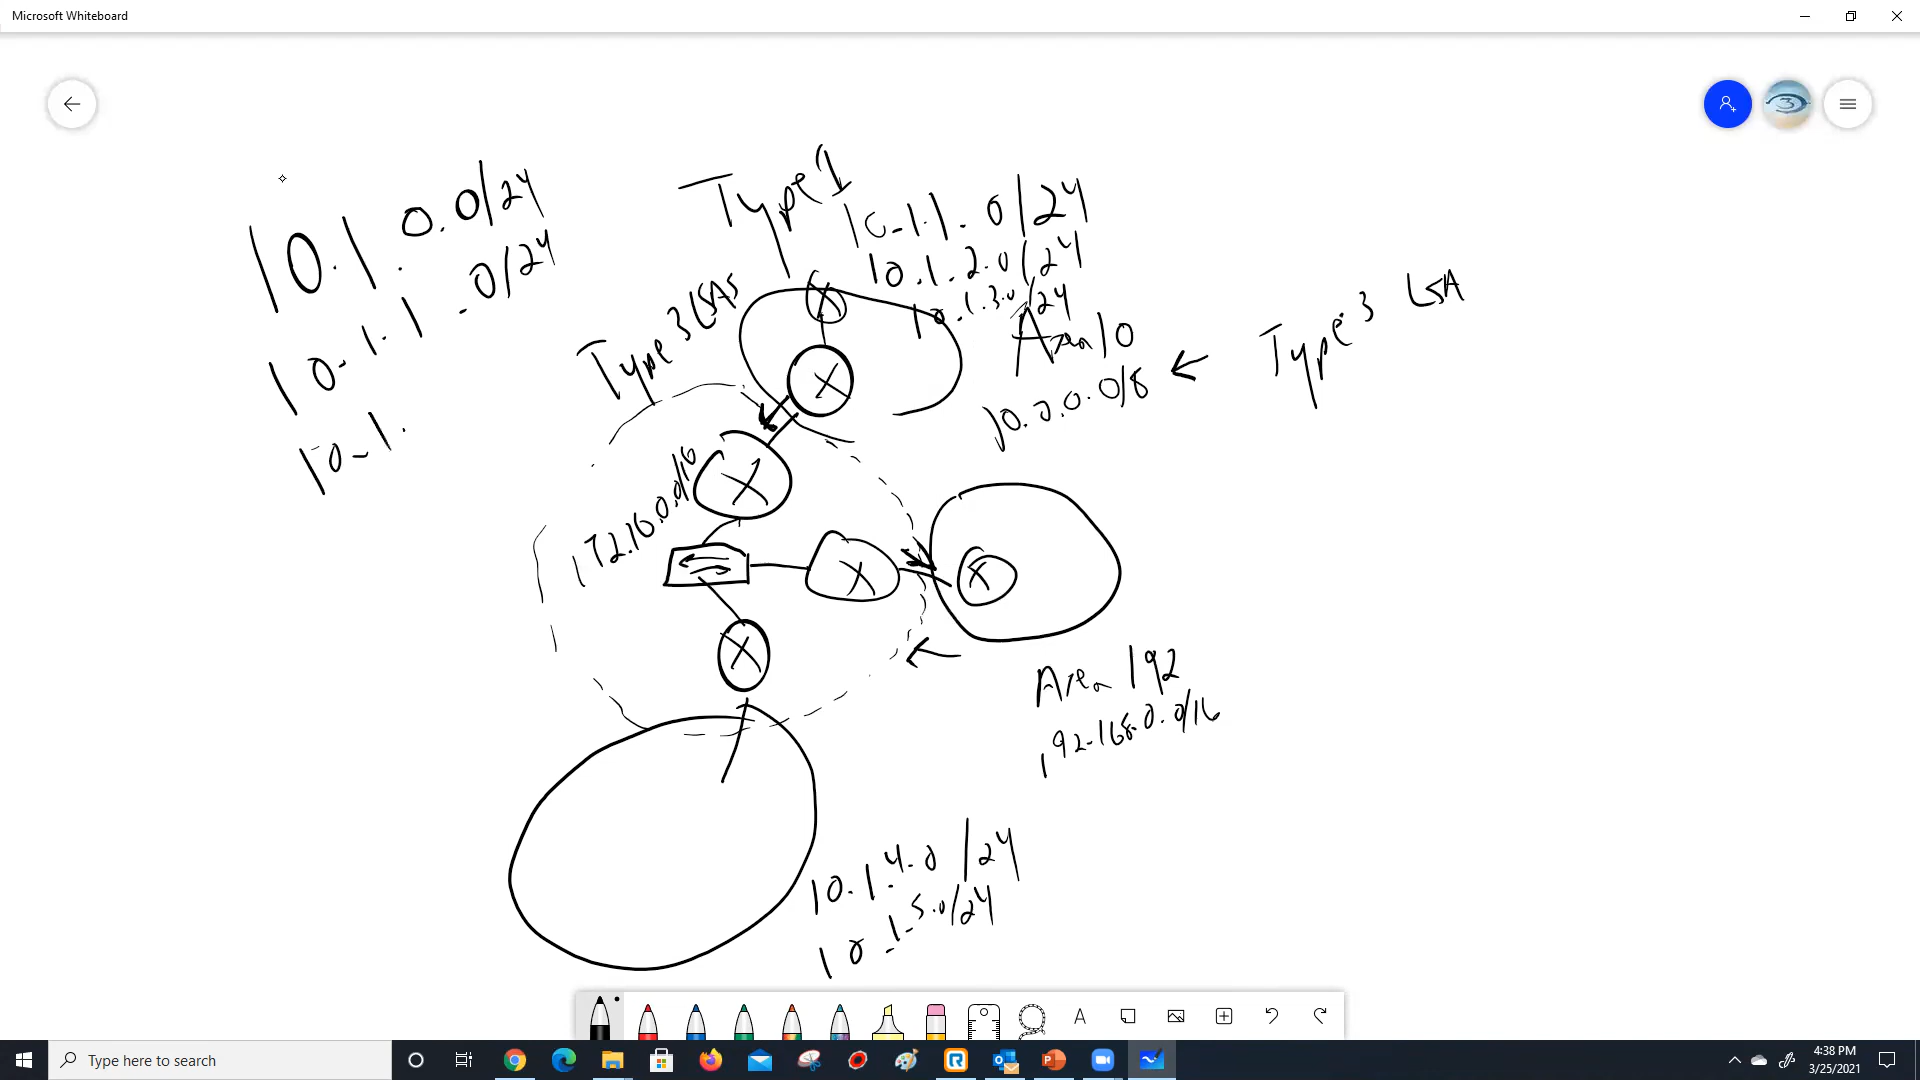 Microsoft Whiteboard
10.1.0.0/24
10.1.1.0/24
10.1.
Type 1
10.1.1.0/24
10.1.2.0/24
10.1.3.0/24
Area 10
10.0.0.0/8
Type 3 LSA
Type 3 LSAs
172.16.0.0/16
Area 192
192.168.0.0/16
10.1.4.0/24
10.1.5.0/24
A
Type here to search
4:38 PM
3/25/2021